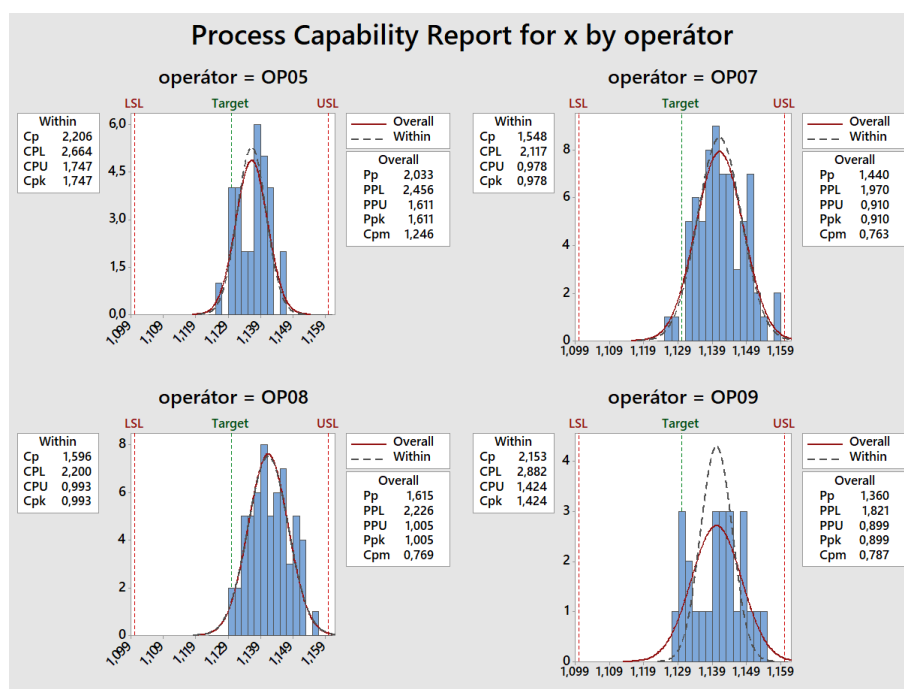 Process Capability Report for x by operátor
operátor = OP05
LSL Target USL
Within
Cp 2,206
CPL 2,664
CPU 1,747
Cpk 1,747
6,0
4,5
3,0
1,5
0,0
1,099 1,109 1,119 1,129 1,139 1,149 1,159
Overall
Within
Overall
Pp 2,033
PPL 2,456
PPU 1,611
Ppk 1,611
Cpm 1,246
operátor = OP07
LSL Target USL
Within
Cp 1,548
CPL 2,117
CPU 0,978
Cpk 0,978
8
6
4
2
0
1,099 1,109 1,119 1,129 1,139 1,149 1,159
Overall
Within
Overall
Pp 1,440
PPL 1,970
PPU 0,910
Ppk 0,910
Cpm 0,763
operátor = OP08
LSL Target USL
Within
Cp 1,596
CPL 2,200
CPU 0,993
Cpk 0,993
8
6
4
2
0
1,099 1,109 1,119 1,129 1,139 1,149 1,159
Overall
Within
Overall
Pp 1,615
PPL 2,226
PPU 1,005
Ppk 1,005
Cpm 0,769
operátor = OP09
LSL Target USL
Within
Cp 2,153
CPL 2,882
CPU 1,424
Cpk 1,424
4
3
2
1
0
1,099 1,109 1,119 1,129 1,139 1,149 1,159
Overall
Within
Overall
Pp 1,360
PPL 1,821
PPU 0,899
Ppk 0,899
Cpm 0,787